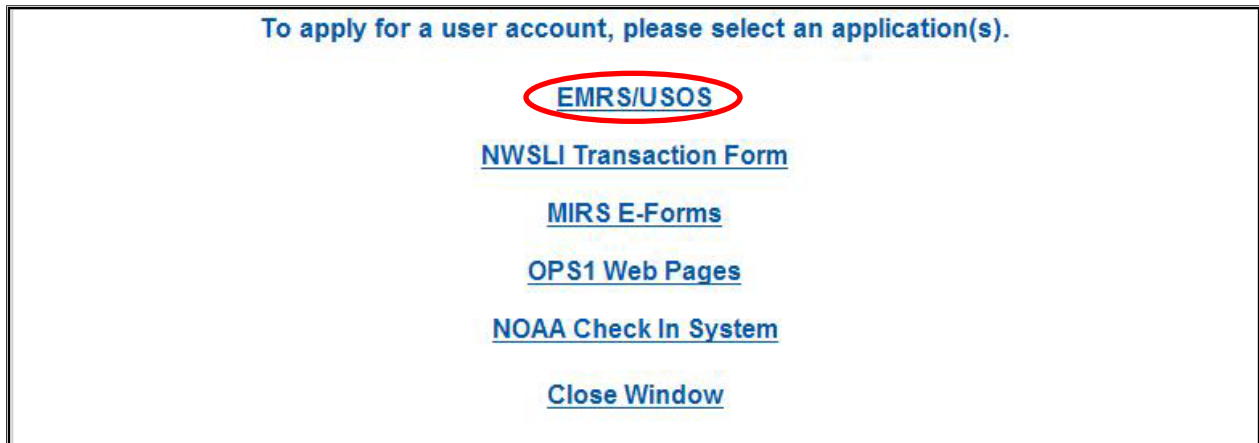 To apply for a user account, please select an application(s).
EMRS/USOS
NWSLI Transaction Form
MIRS E-Forms
OPS1 Web Pages
NOAA Check In System
Close Window